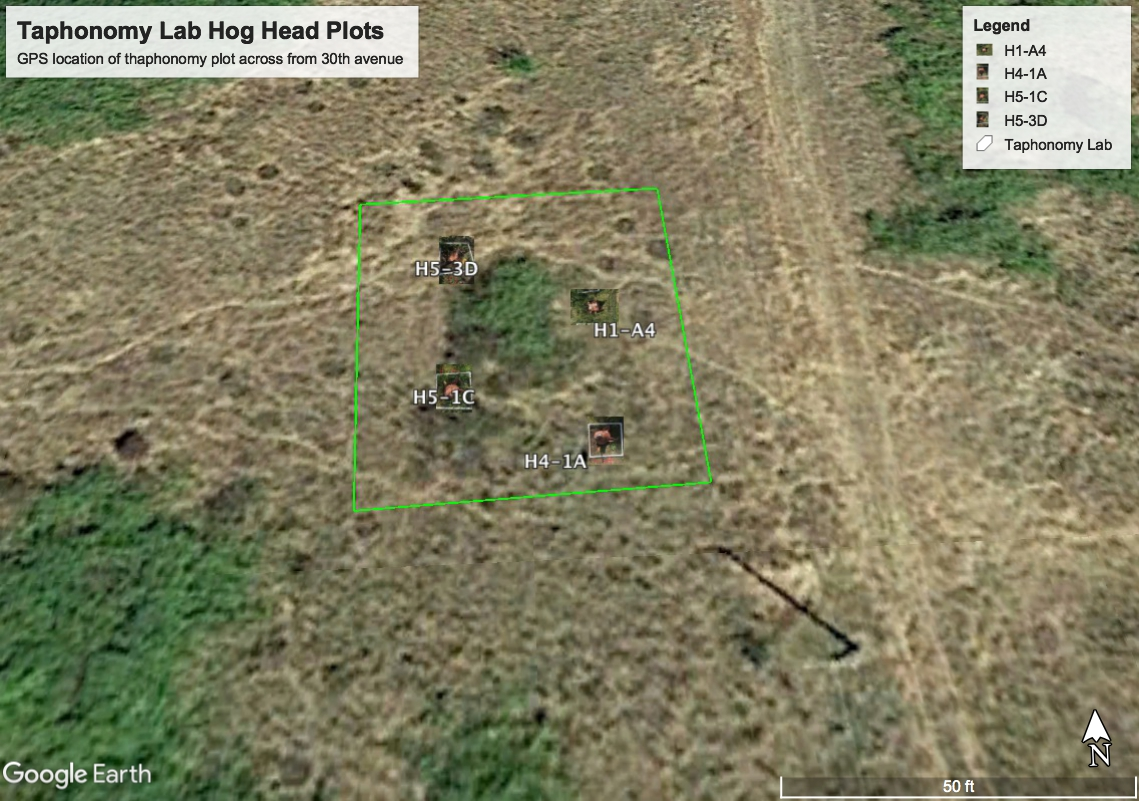 Taphonomy Lab Hog Head Plots
GPS location of thaphonomy plot across from 30th avenue
Legend
H1-A4
H4-1A
H5-1C
H5-3D
Taphonomy Lab
H5-3D
H1-A4
H5-1C
H4-1A
N
Google Earth
50 ft